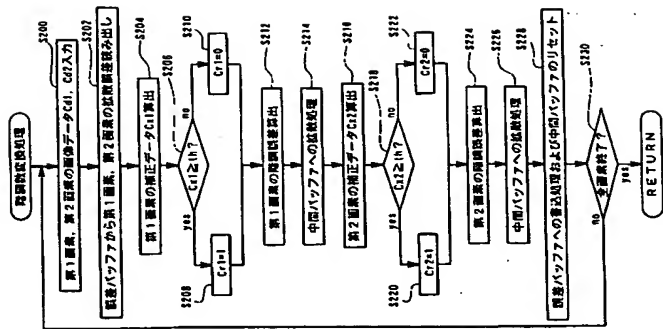 階調数変換処理
S200
第1画素、第2画素の画像データCd1, Cd2入力
S202
誤差バッファから第1画素、第2画素の拡散誤差読み出し
S204
第1画素の補正データCx1算出
S206
Cx1≧th?
yes
no
S208
Cr1=1
S210
Cr1=0
S212
第1画素の階調誤差算出
S214
中間バッファへの拡散処理
S216
第2画素の補正データCx2算出
S218
Cx2≧th?
yes
no
S220
Cr2=1
S222
Cr2=0
S224
第2画素の階調誤差算出
S226
中間バッファへの拡散処理
S228
誤差バッファへの書込処理および中間バッファのリセット
S230
全画素終了?
no
yes
RETURN